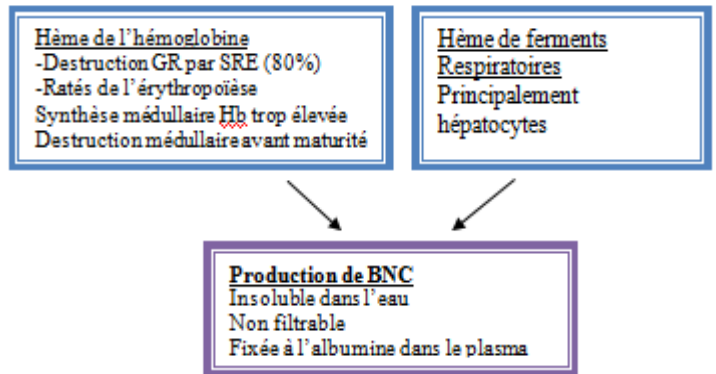 Hème de l'hémoglobine
-Destruction GR par SRE (80%)
-Ratés de l'érythropoïèse
Synthèse médullaire Hb trop élevée
Destruction médullaire avant maturité
Hème de ferments
Respiratoires
Principalement
hépatocytes
Production de BNC
Insoluble dans l'eau
Non filtrable
Fixée à l'albumine dans le plasma